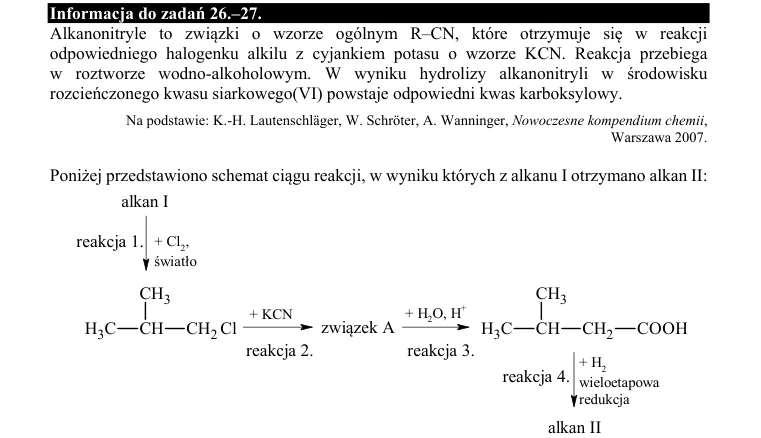 Informacja do zadań 26.–27.
Alkanonitryle to związki o wzorze ogólnym R–CN, które otrzymuje się w reakcji
odpowiedniego halogenku alkilu z cyjankiem potasu o wzorze KCN. Reakcja przebiega
w roztworze wodno-alkoholowym. W wyniku hydrolizy alkanonitryli w środowisku
rozcieńczonego kwasu siarkowego(VI) powstaje odpowiedni kwas karboksylowy.
Na podstawie: K.-H. Lautenschläger, W. Schröter, A. Wanninger, Nowoczesne kompendium chemii,
Warszawa 2007.
Poniżej przedstawiono schemat ciągu reakcji, w wyniku których z alkanu I otrzymano alkan II:
alkan I
reakcja 1. + Cl₂,
światło
CH₃ CH₃
H₃C—CH—CH₂Cl + KCN związek A + H₂O, H⁺ H₃C—CH—CH₂—COOH
reakcja 2. reakcja 3.
reakcja 4. + H₂
wieloetapowa
redukcja
alkan II